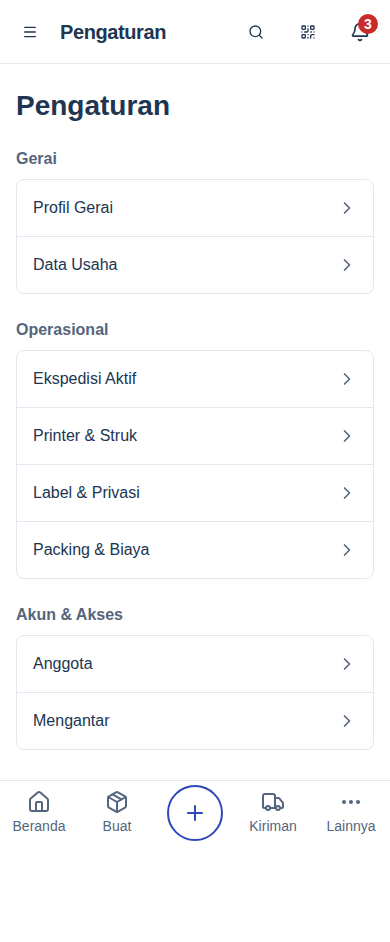 Pengaturan
3
Pengaturan
Gerai
Profil Gerai
Data Usaha
Operasional
Ekspedisi Aktif
Printer & Struk
Label & Privasi
Packing & Biaya
Akun & Akses
Anggota
Mengantar
Beranda
Buat
Kiriman
Lainnya